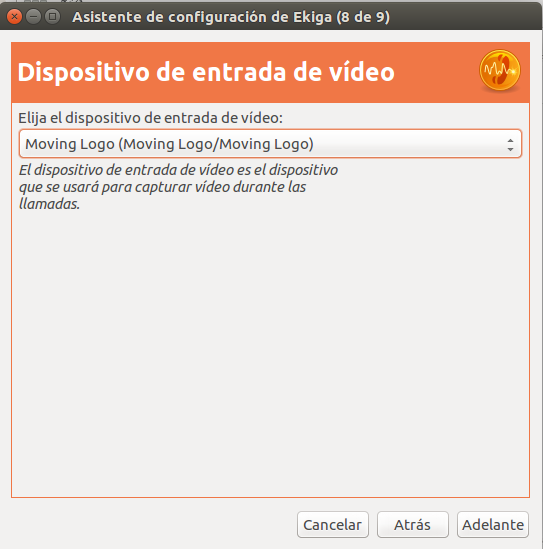 Asistente de configuración de Ekiga (8 de 9)
Dispositivo de entrada de vídeo
Elija el dispositivo de entrada de vídeo:
Moving Logo (Moving Logo/Moving Logo)
El dispositivo de entrada de vídeo es el dispositivo
que se usará para capturar vídeo durante las
llamadas.
Cancelar Atrás Adelante